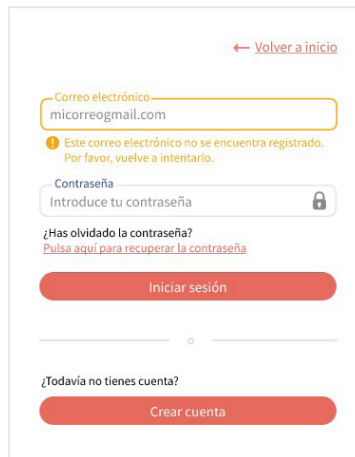 ← Volver a inicio
Correo electrónico
micorreogmail.com
Este correo electrónico no se encuentra registrado.
Por favor, vuelve a intentarlo.
Contraseña
Introduce tu contraseña
¿Has olvidado la contraseña?
Pulsa aquí para recuperar la contraseña
Iniciar sesión
o
¿Todavía no tienes cuenta?
Crear cuenta